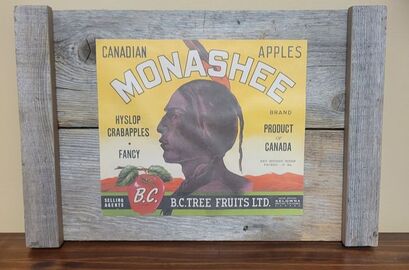 CANADIAN APPLES
MONASHEE
BRAND
HYSLOP
CRABAPPLES
•
FANCY
PRODUCT
OF
CANADA
B.C.
SELLING
AGENTS
B.C. TREE FRUITS LTD.
KELOWNA